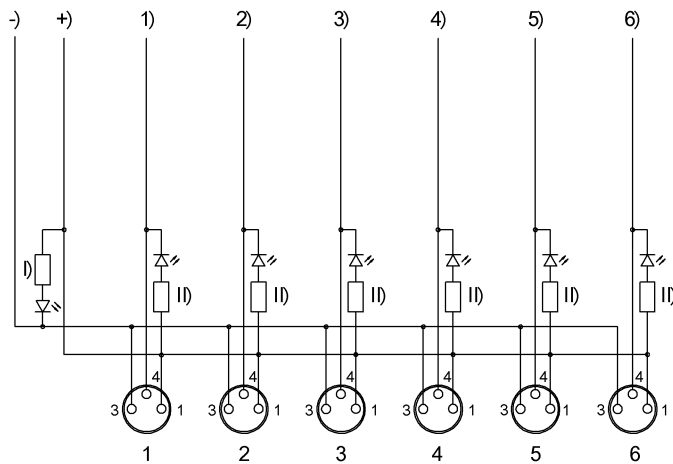 -) +) 1) 2) 3) 4) 5) 6)
I) II) II) II) II) II) II)
4 4 4 4 4 4
3 1 3 1 3 1 3 1 3 1 3 1
1 2 3 4 5 6